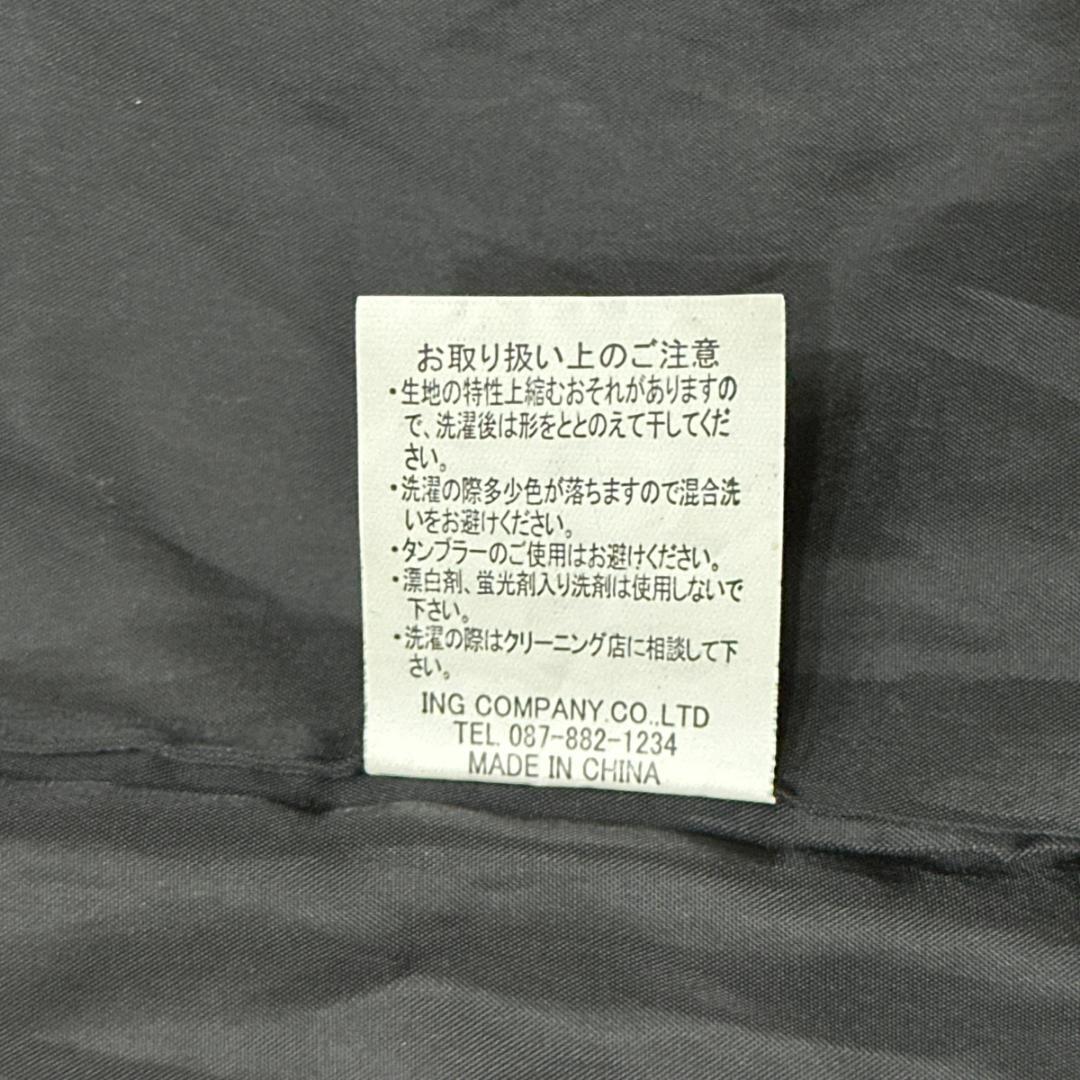 お取り扱い上のご注意
・生地の特性上縮むおそれがありますの
で、洗濯後は形をととのえて干してくだ
さい。
・洗濯の際多少色が落ちますので混合洗
いをお避けください。
・タンブラーのご使用はお避けください。
・漂白剤、蛍光剤入り洗剤は使用しないで
下さい。
・洗濯の際はクリーニング店に相談して下
さい。
ING COMPANY.CO.,LTD
TEL. 087-882-1234
MADE IN CHINA